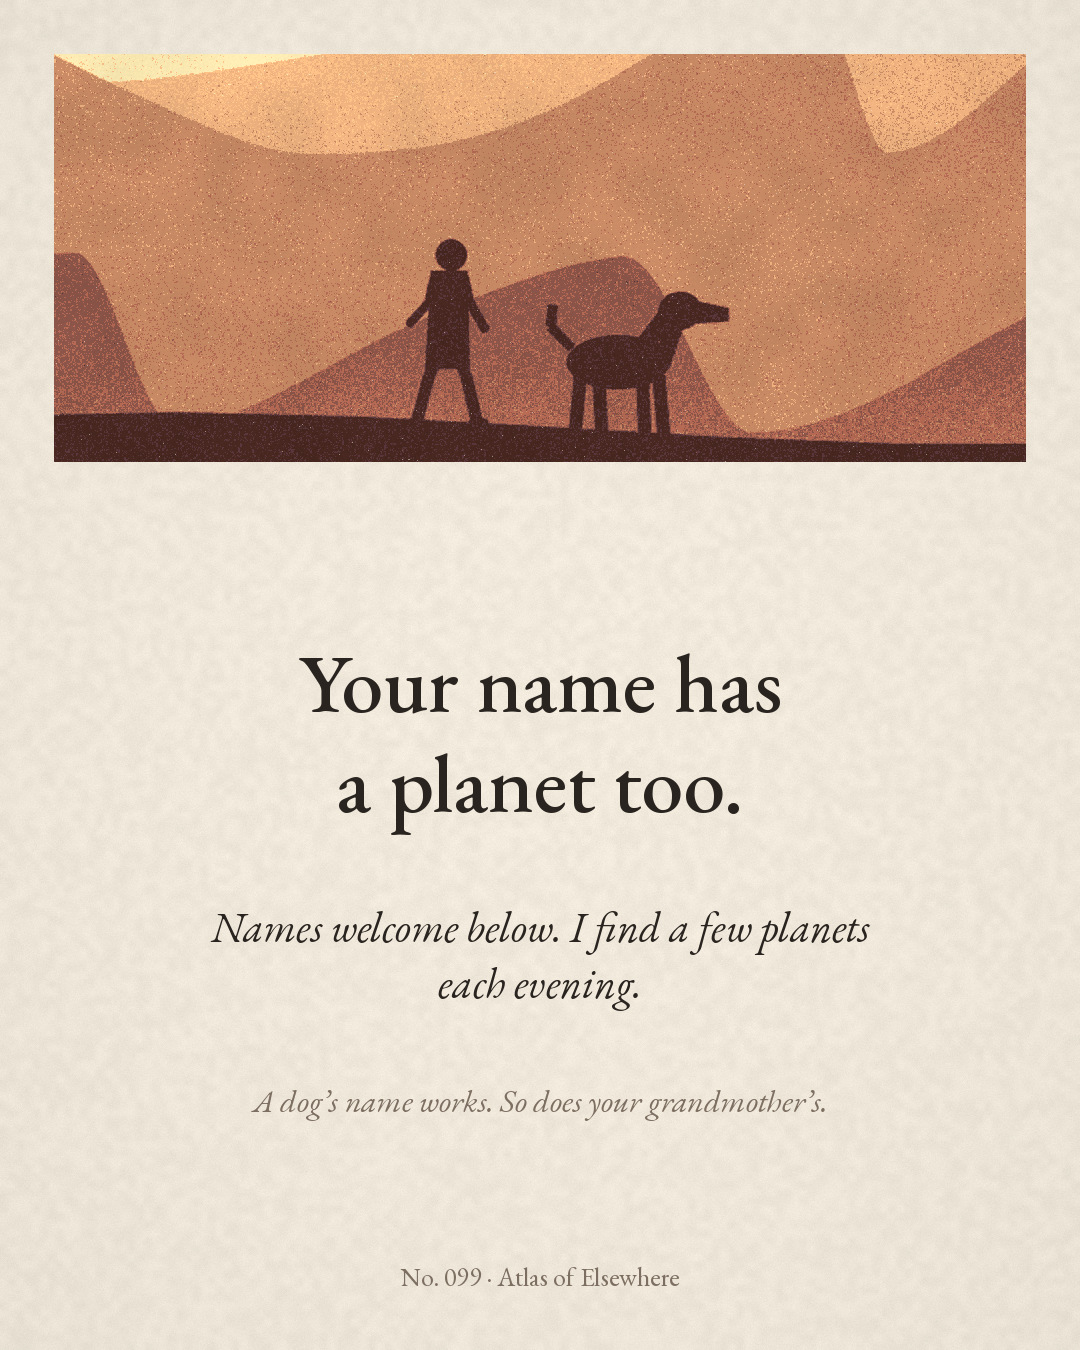 Your name has
a planet too.
Names welcome below. I find a few planets
each evening.
A dog’s name works. So does your grandmother’s.
No. 099 · Atlas of Elsewhere